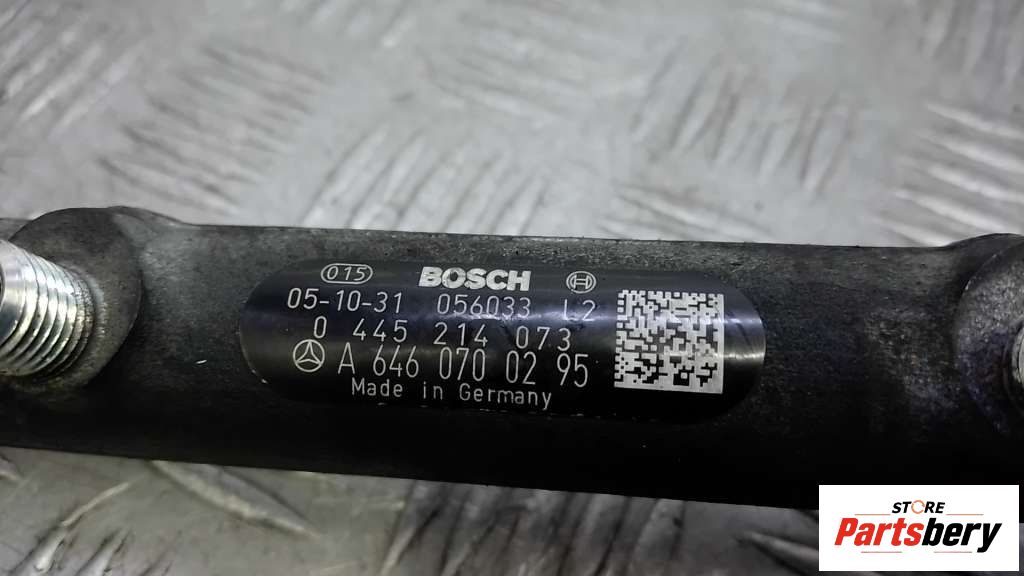 015 BOSCH
05-10-31 056033 L2
0 445 214 073
A 646 070 02 95
Made in Germany
STORE
Partsbery